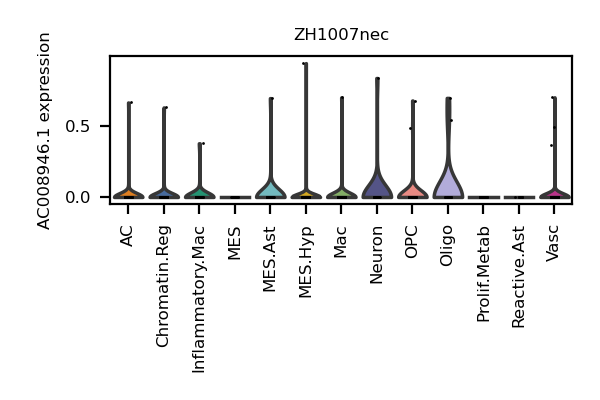 ZH1007nec
AC008946.1 expression
0.5
0.0
AC
Chromatin.Reg
Inflammatory.Mac
MES
MES.Ast
MES.Hyp
Mac
Neuron
OPC
Oligo
Prolif.Metab
Reactive.Ast
Vasc